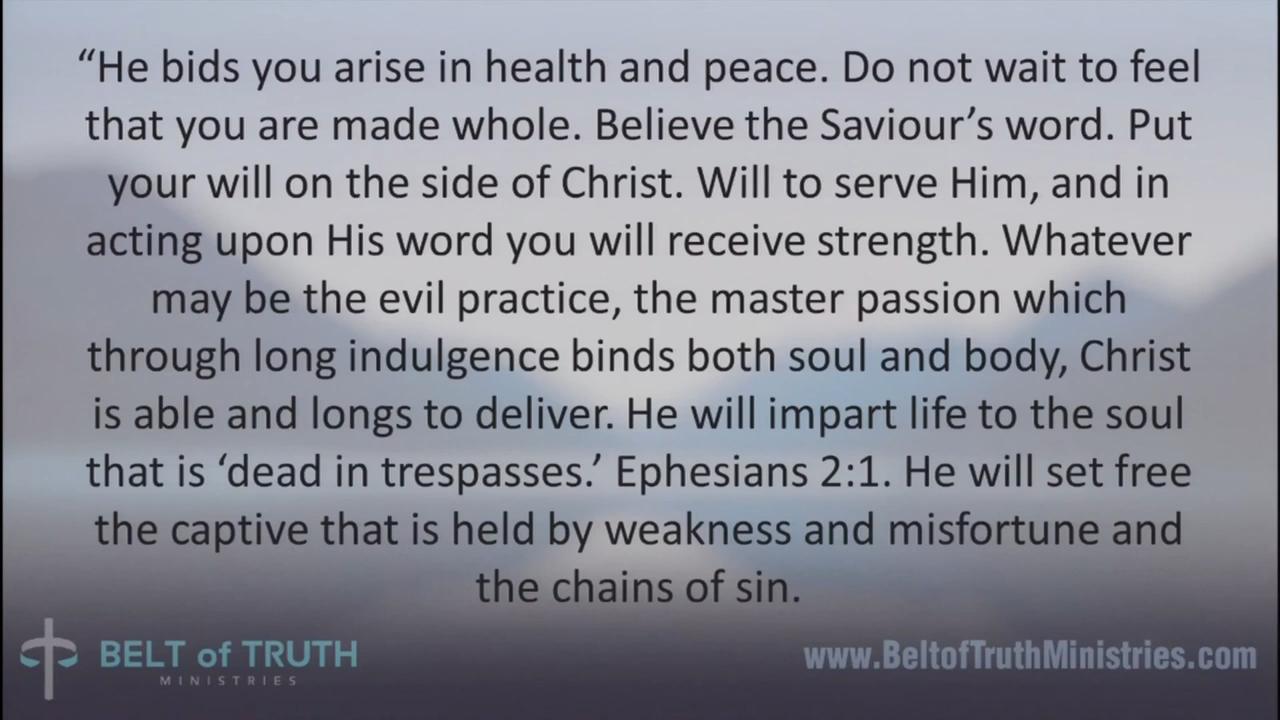 “He bids you arise in health and peace. Do not wait to feel
that you are made whole. Believe the Saviour’s word. Put
your will on the side of Christ. Will to serve Him, and in
acting upon His word you will receive strength. Whatever
may be the evil practice, the master passion which
through long indulgence binds both soul and body, Christ
is able and longs to deliver. He will impart life to the soul
that is ‘dead in trespasses.’ Ephesians 2:1. He will set free
the captive that is held by weakness and misfortune and
the chains of sin.
BELT of TRUTH
MINISTRIES
www.BeltofTruthMinistries.com